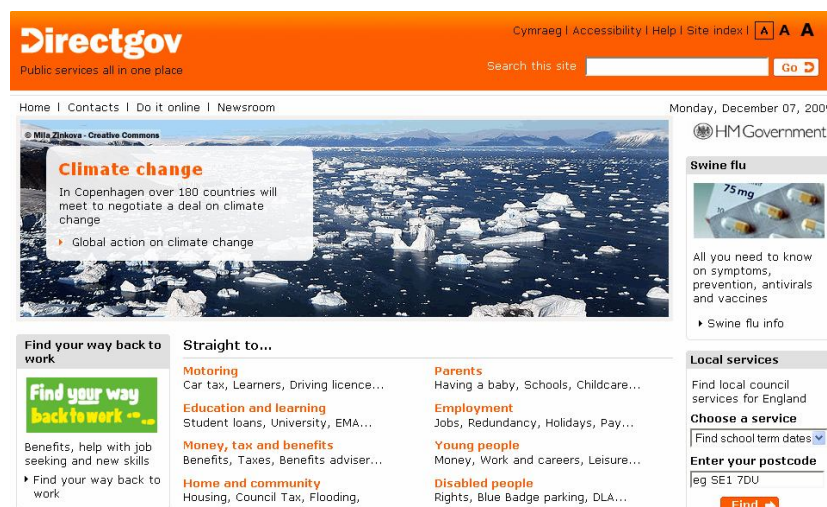 Directgov
Public services all in one place
Cymraeg | Accessibility | Help | Site index | A A A
Search this site
Go
Home | Contacts | Do it online | Newsroom
Monday, December 07, 200
© Mila Zinkova - Creative Commons
Climate change
In Copenhagen over 180 countries will
meet to negotiate a deal on climate
change
Global action on climate change
HM Government
Swine flu
75mg
All you need to know
on symptoms,
prevention, antivirals
and vaccines
Swine flu info
Find your way back to
work
Find your way
back to work
Benefits, help with job
seeking and new skills
Find your way back to
work
Straight to...
Motoring
Car tax, Learners, Driving licence...
Education and learning
Student loans, University, EMA...
Money, tax and benefits
Benefits, Taxes, Benefits adviser...
Home and community
Housing, Council Tax, Flooding,
Parents
Having a baby, Schools, Childcare...
Employment
Jobs, Redundancy, Holidays, Pay...
Young people
Money, Work and careers, Leisure...
Disabled people
Rights, Blue Badge parking, DLA...
Local services
Find local council
services for England
Choose a service
Find school term dates
Enter your postcode
eg SE1 7DU
Find